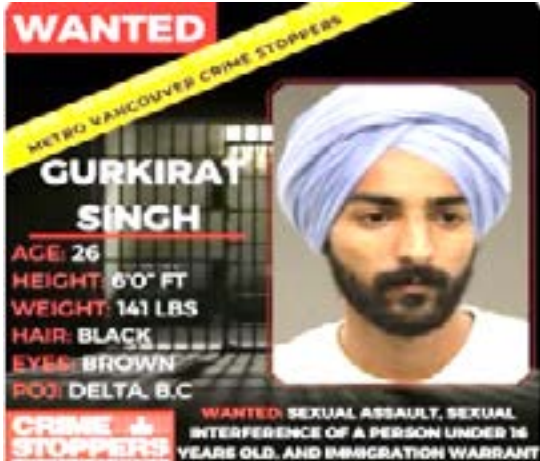 WANTED
METRO VANCOUVER CRIME STOPPERS
GURKIRAT
SINGH
AGE: 26
HEIGHT: 6'0" FT
WEIGHT: 141 LBS
HAIR: BLACK
EYES: BROWN
POJ: DELTA, B.C
CRIME
STOPPERS
WANTED: SEXUAL ASSAULT, SEXUAL
INTERFERENCE OF A PERSON UNDER 16
YEARS OLD, AND IMMIGRATION WARRANT